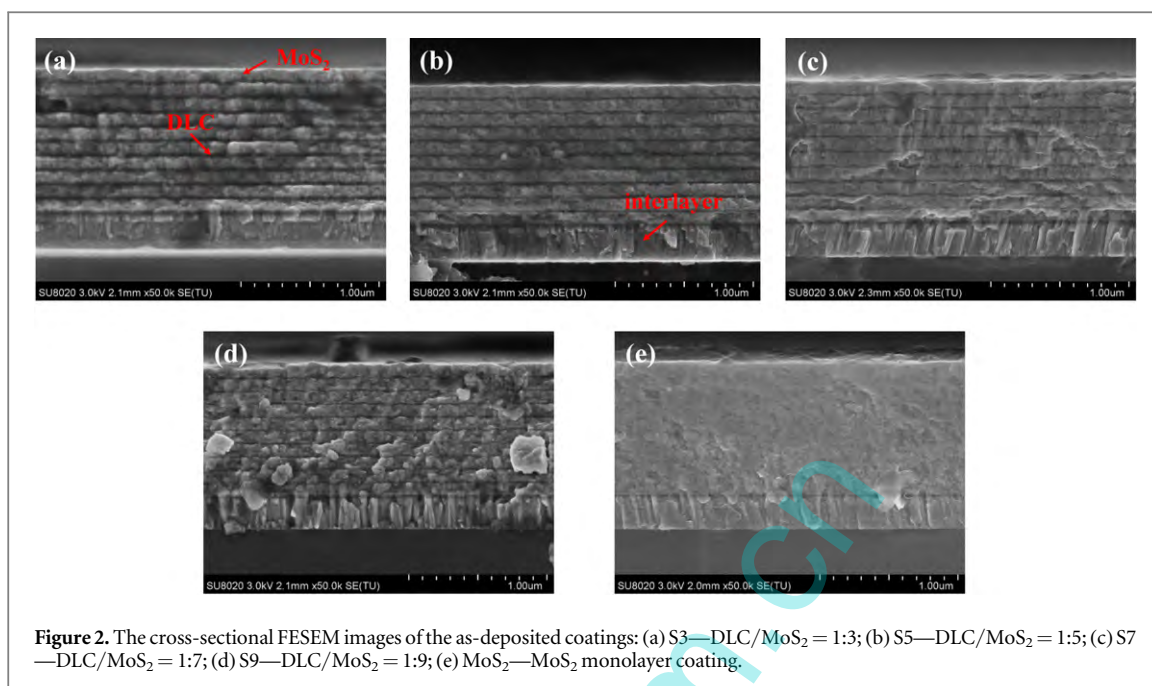 (a)
MoS₂
DLC
SU8020 3.0kV 2.1mm x50.0k SE(TU)
1.00um
(b)
interlayer
SU8020 3.0kV 2.1mm x50.0k SE(TU)
1.00um
(c)
SU8020 3.0kV 2.3mm x50.0k SE(TU)
1.00um
(d)
SU8020 3.0kV 2.1mm x50.0k SE(TU)
1.00um
(e)
SU8020 3.0kV 2.0mm x50.0k SE(TU)
1.00um
Figure 2. The cross-sectional FESEM images of the as-deposited coatings: (a) S3—DLC/MoS₂ = 1:3; (b) S5—DLC/MoS₂ = 1:5; (c) S7
—DLC/MoS₂ = 1:7; (d) S9—DLC/MoS₂ = 1:9; (e) MoS₂—MoS₂ monolayer coating.